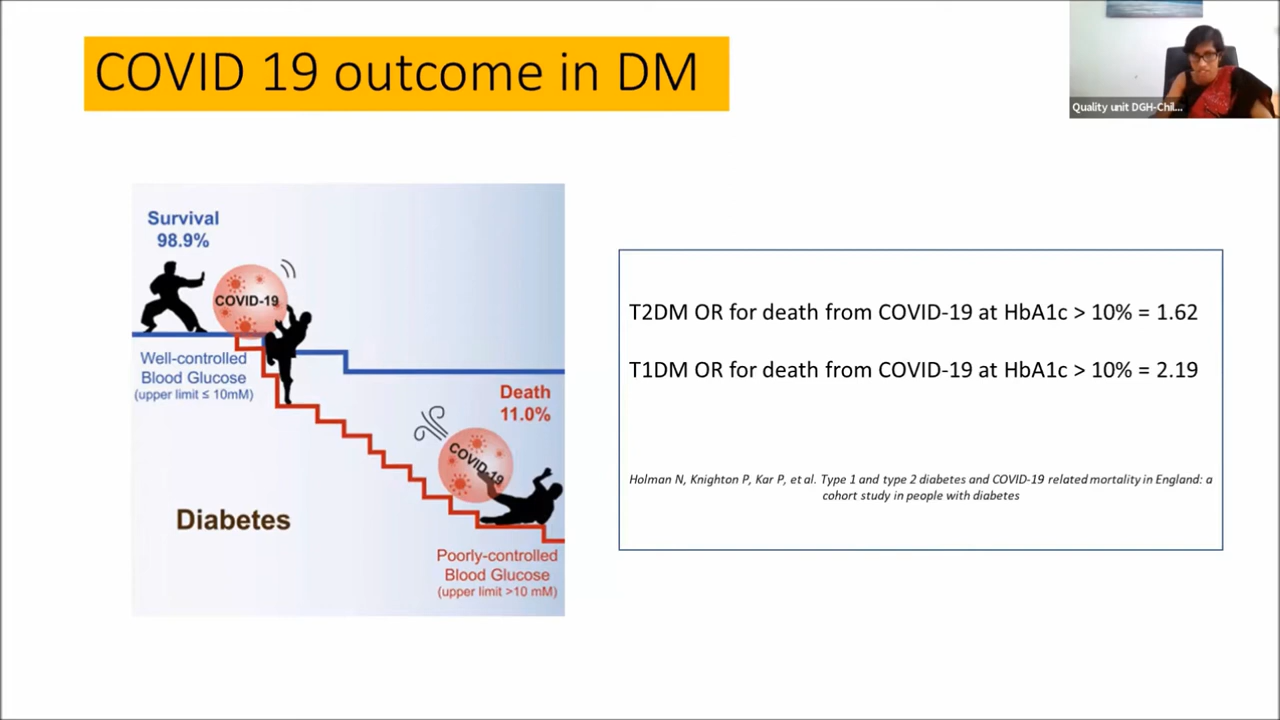 COVID 19 outcome in DM
Quality unit DGH-Chil...
Survival
98.9%
COVID-19
Well-controlled
Blood Glucose
(upper limit ≤ 10mM)
Death
11.0%
COVID-19
Diabetes
Poorly-controlled
Blood Glucose
(upper limit >10 mM)
T2DM OR for death from COVID-19 at HbA1c > 10% = 1.62
T1DM OR for death from COVID-19 at HbA1c > 10% = 2.19
Holman N, Knighton P, Kar P, et al. Type 1 and type 2 diabetes and COVID-19 related mortality in England: a
cohort study in people with diabetes